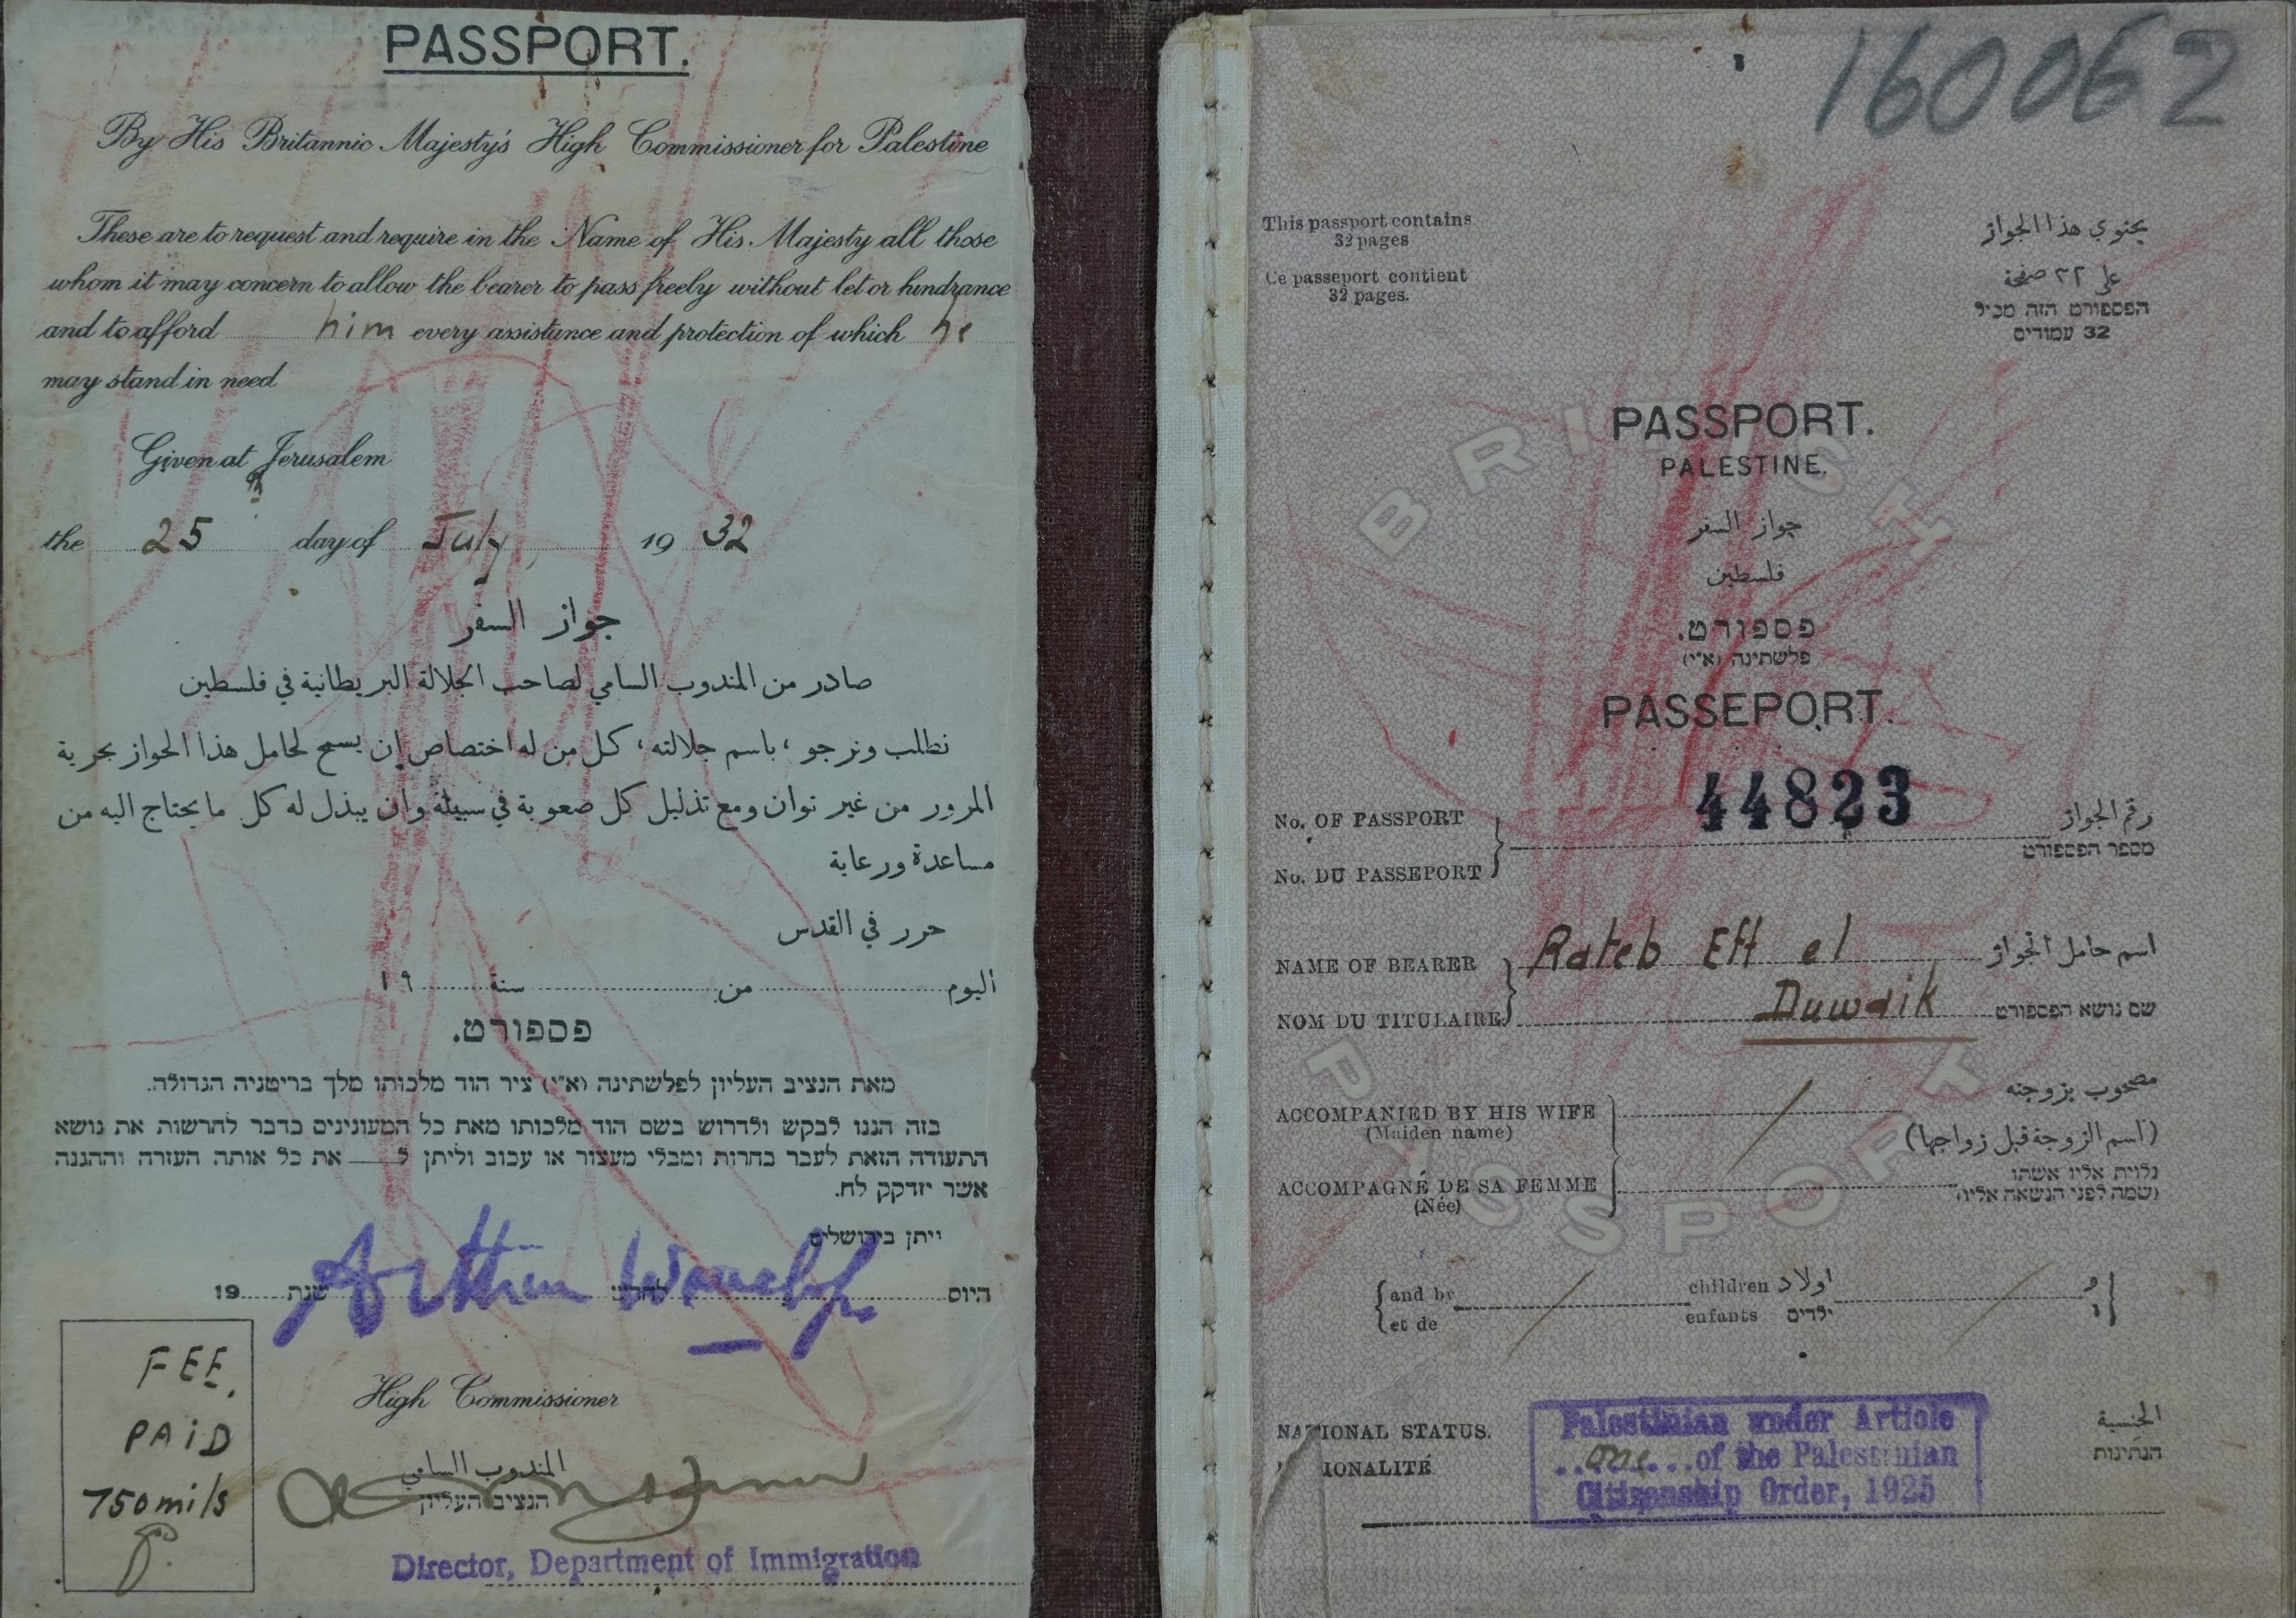 PASSPORT.
By His Britannic Majesty's High Commissioner for Palestine
These are to request and require in the Name of His Majesty all those
whom it may concern to allow the bearer to pass freely without let or hindrance
and to afford him every assistance and protection of which he
may stand in need
Given at Jerusalem
the 25 day of July 19 32
جواز السفر
صادر من المندوب السامي لصاحب الجلالة البريطانية في فلسطين
نطلب ونرجو ، باسم جلالته ، كل من له اختصاص ان يسمح لحامل هذا الجواز بحرية
المرور من غير توان ومع تذليل كل صعوبة في سبيله وان يبذل له كل ما يحتاج اليه من
مساعدة ورعاية
حرر في القدس
اليوم من سنة ١٩
פספורט.
מאת הנציב העליון לפלשתינה (א״י) ציר הוד מלכותו מלך בריטניה הגדולה.
בזה הננו לבקש ולדרוש בשם הוד מלכותו מאת כל המעונינים בדבר להרשות את נושא
התעודה הזאת לעבר בחרות ומבלי מעצור או עכוב וליתן ל את כל אותה העזרה וההגנה
אשר יזדקק לה.
ניתן בירושלים
היום לחדש שנת 19
High Commissioner
المندوب السامي
הנציב העליון
Director, Department of Immigration
FEE.
PAID
750 mils
160062
This passport contains
32 pages
Ce passeport contient
32 pages.
يحتوي هذا الجواز
على ٣٢ صفحة
הפספורט הזה מכיל
32 עמודים
BRITISH
PASSPORT.
PALESTINE.
جواز السفر
فلسطين
פספורט.
פלשתינה (א״י)
PASSEPORT.
No. OF PASSPORT 44823 رقم الجواز
No. DU PASSEPORT מספר הפספורט
NAME OF BEARER Rateb Eff el اسم حامل الجواز
NOM DU TITULAIRE Duwaik שם נושא הפספורט
PASSPORT
ACCOMPANIED BY HIS WIFE مصحوب بزوجته
(Maiden name) (اسم الزوجة قبل زواجها)
ACCOMPAGNÉ DE SA FEMME נלוית אליו אשתו
(Née) (שמה לפני הנשאה אליו)
and by children اولاد و
et de enfants ילדים ו
NATIONAL STATUS. الجنسية
IONALITÉ הנתינות
Palestinian under Article
one of the Palestinian
Citizenship Order, 1925